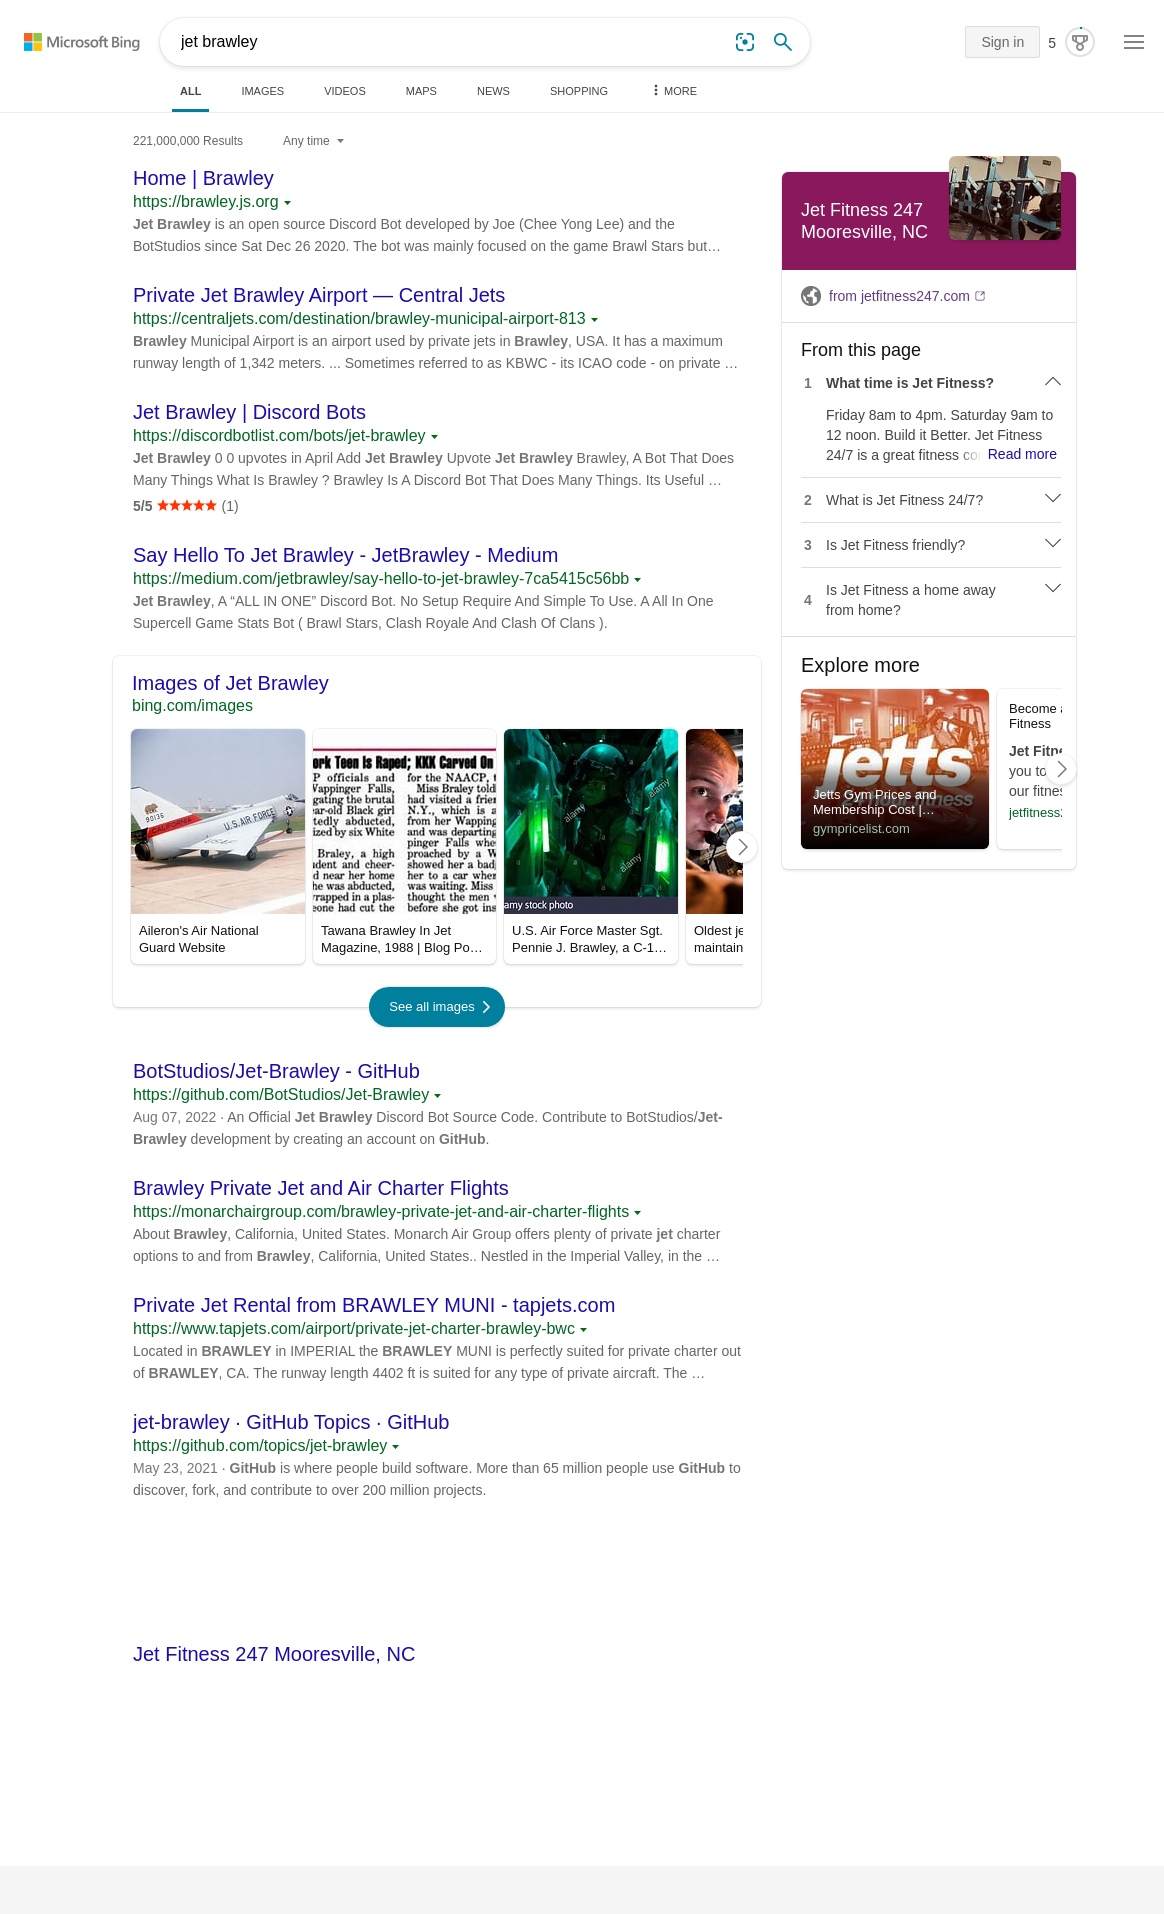 Microsoft Bing
jet brawley
Sign in
5
ALL
IMAGES
VIDEOS
MAPS
NEWS
SHOPPING
MORE
221,000,000 Results
Any time
Home | Brawley
https://brawley.js.org
Jet Brawley is an open source Discord Bot developed by Joe (Chee Yong Lee) and the
BotStudios since Sat Dec 26 2020. The bot was mainly focused on the game Brawl Stars but…
Private Jet Brawley Airport — Central Jets
https://centraljets.com/destination/brawley-municipal-airport-813
Brawley Municipal Airport is an airport used by private jets in Brawley, USA. It has a maximum
runway length of 1,342 meters. ... Sometimes referred to as KBWC - its ICAO code - on private …
Jet Brawley | Discord Bots
https://discordbotlist.com/bots/jet-brawley
Jet Brawley 0 0 upvotes in April Add Jet Brawley Upvote Jet Brawley Brawley, A Bot That Does
Many Things What Is Brawley ? Brawley Is A Discord Bot That Does Many Things. Its Useful …
5/5 (1)
Say Hello To Jet Brawley - JetBrawley - Medium
https://medium.com/jetbrawley/say-hello-to-jet-brawley-7ca5415c56bb
Jet Brawley, A “ALL IN ONE” Discord Bot. No Setup Require And Simple To Use. A All In One
Supercell Game Stats Bot ( Brawl Stars, Clash Royale And Clash Of Clans ).
Images of Jet Brawley
bing.com/images
90136
CALIFORNIA
U.S. AIR FORCE
Aileron's Air National
Guard Website
ork Teen Is Raped; KKK Carved On
P officials and
Wappinger Falls,
gating the brutal
year-old Black girl
tedly abducted,
ized by six White
Braley, a high
udent and cheer-
d near her home
he was abducted,
rapped in a plas-
eone had cut the
for the NAACP, t
Miss Braley told
had visited a frien
N.Y., which is a
from her Wapping
and was departing
pinger Falls whe
proached by a W
showed her a bad
her to a car wher
was waiting. Miss
thought the men
before she got ins
Tawana Brawley In Jet
Magazine, 1988 | Blog Po…
alamy
alamy
alamy
amy stock photo
U.S. Air Force Master Sgt.
Pennie J. Brawley, a C-1…
Oldest je
maintain
See all images
BotStudios/Jet-Brawley - GitHub
https://github.com/BotStudios/Jet-Brawley
Aug 07, 2022 · An Official Jet Brawley Discord Bot Source Code. Contribute to BotStudios/Jet-
Brawley development by creating an account on GitHub.
Brawley Private Jet and Air Charter Flights
https://monarchairgroup.com/brawley-private-jet-and-air-charter-flights
About Brawley, California, United States. Monarch Air Group offers plenty of private jet charter
options to and from Brawley, California, United States.. Nestled in the Imperial Valley, in the …
Private Jet Rental from BRAWLEY MUNI - tapjets.com
https://www.tapjets.com/airport/private-jet-charter-brawley-bwc
Located in BRAWLEY in IMPERIAL the BRAWLEY MUNI is perfectly suited for private charter out
of BRAWLEY, CA. The runway length 4402 ft is suited for any type of private aircraft. The …
jet-brawley · GitHub Topics · GitHub
https://github.com/topics/jet-brawley
May 23, 2021 · GitHub is where people build software. More than 65 million people use GitHub to
discover, fork, and contribute to over 200 million projects.
Jet Fitness 247 Mooresville, NC
Jet Fitness 247
Mooresville, NC
from jetfitness247.com
From this page
1 What time is Jet Fitness?
Friday 8am to 4pm. Saturday 9am to
12 noon. Build it Better. Jet Fitness
24/7 is a great fitness co Read more
2 What is Jet Fitness 24/7?
3 Is Jet Fitness friendly?
4 Is Jet Fitness a home away
from home?
Explore more
jetts
24 hour fitness
Jetts Gym Prices and
Membership Cost |…
gympricelist.com
Become a
Fitness
Jet Fitne
you to
our fitnes
jetfitness2